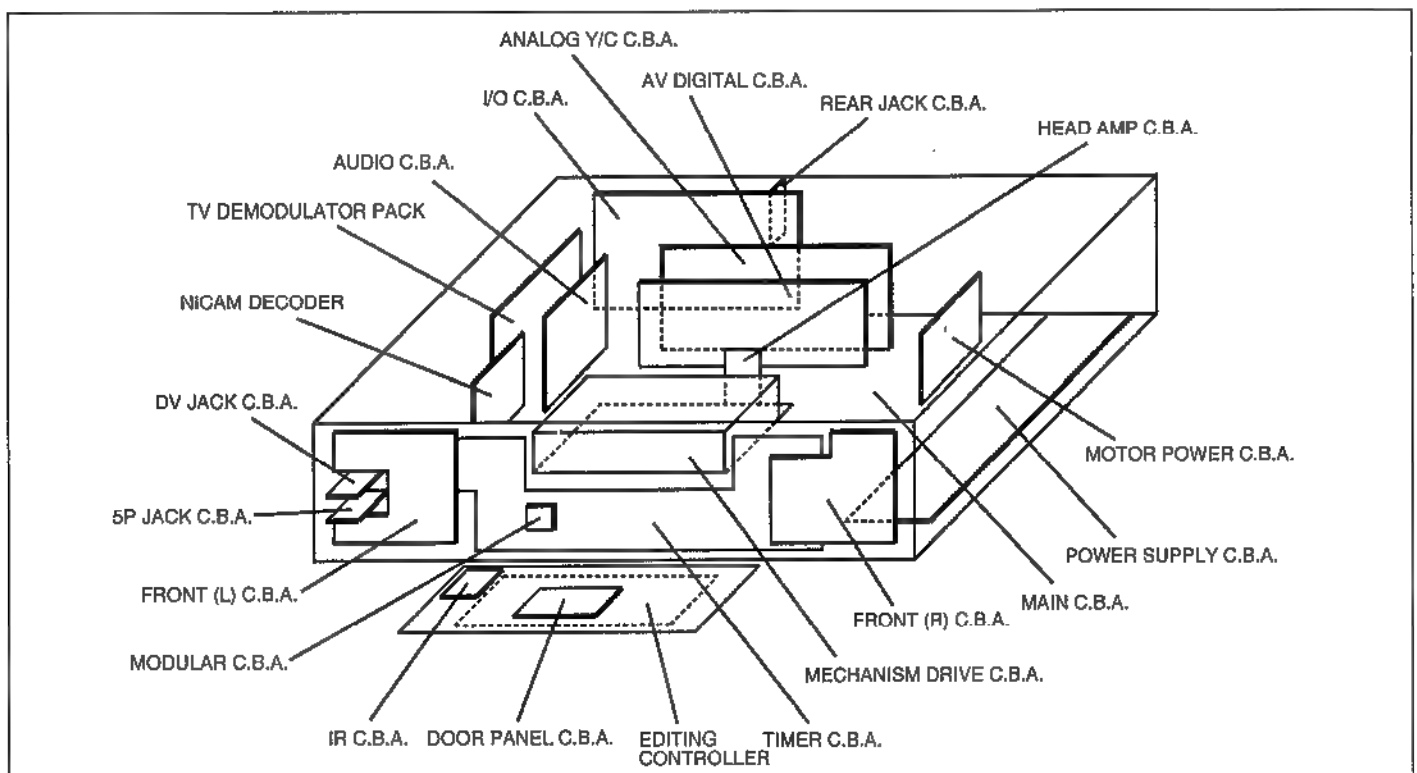 ANALOG Y/C C.B.A.
AV DIGITAL C.B.A.
I/O C.B.A.
REAR JACK C.B.A.
HEAD AMP C.B.A.
AUDIO C.B.A.
TV DEMODULATOR PACK
NICAM DECODER
DV JACK C.B.A.
MOTOR POWER C.B.A.
5P JACK C.B.A.
POWER SUPPLY C.B.A.
FRONT (L) C.B.A.
MAIN C.B.A.
FRONT (R) C.B.A.
MODULAR C.B.A.
MECHANISM DRIVE C.B.A.
IR C.B.A.
DOOR PANEL C.B.A.
EDITING
CONTROLLER
TIMER C.B.A.